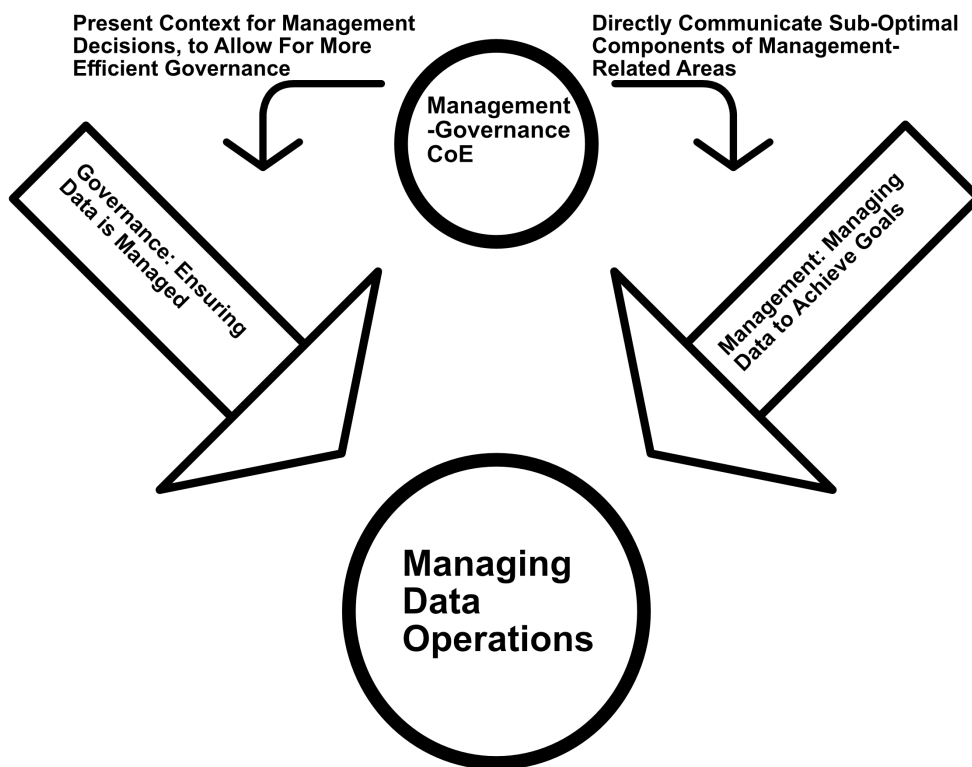 Present Context for Management
Decisions, to Allow For More
Efficient Governance
Directly Communicate Sub-Optimal
Components of Management-
Related Areas
Management
-Governance
CoE
Governance: Ensuring
Data is Managed
Management: Managing
Data to Achieve Goals
Managing
Data
Operations